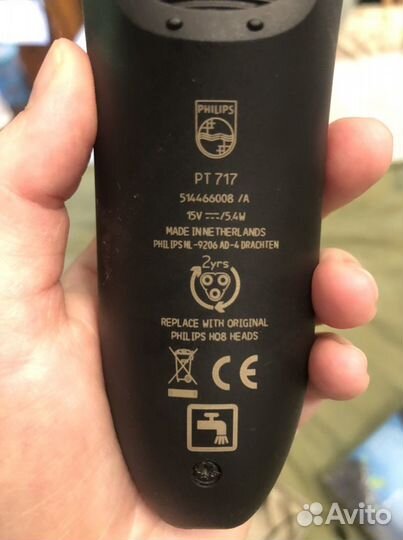 PHILIPS
PT 717
514466008 /A
15V ⎓/5.4W
MADE IN NETHERLANDS
PHILIPS NL-9206 AD-4 DRACHTEN
2yrs
REPLACE WITH ORIGINAL
PHILIPS HQ8 HEADS
CE
Avito